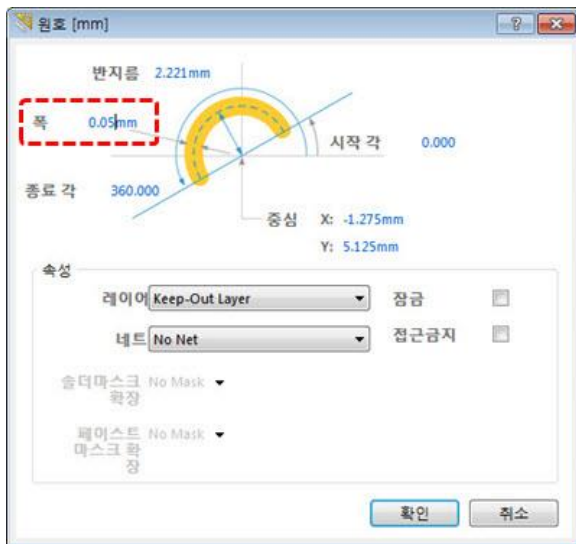 원호 [mm]
반지름 2.221mm
폭 0.05mm
시작 각 0.000
종료 각 360.000
중심 X: -1.275mm
Y: 5.125mm
속성
레이어 Keep-Out Layer 잠금
네트 No Net 접근금지
솔더마스크 No Mask
확장
페이스트 No Mask
마스크 확
장
확인 취소